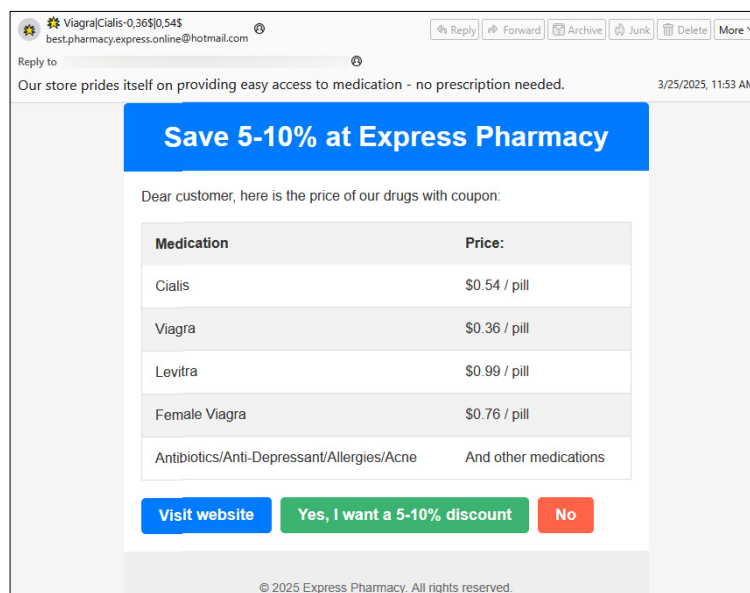 Viagra|Cialis-0,36$|0,54$
best.pharmacy.express.online@hotmail.com
Reply Forward Archive Junk Delete More
Reply to
Our store prides itself on providing easy access to medication - no prescription needed. 3/25/2025, 11:53 AM
Save 5-10% at Express Pharmacy
Dear customer, here is the price of our drugs with coupon:
Medication Price:
Cialis $0.54 / pill
Viagra $0.36 / pill
Levitra $0.99 / pill
Female Viagra $0.76 / pill
Antibiotics/Anti-Depressant/Allergies/Acne And other medications
Visit website Yes, I want a 5-10% discount No
© 2025 Express Pharmacy. All rights reserved.